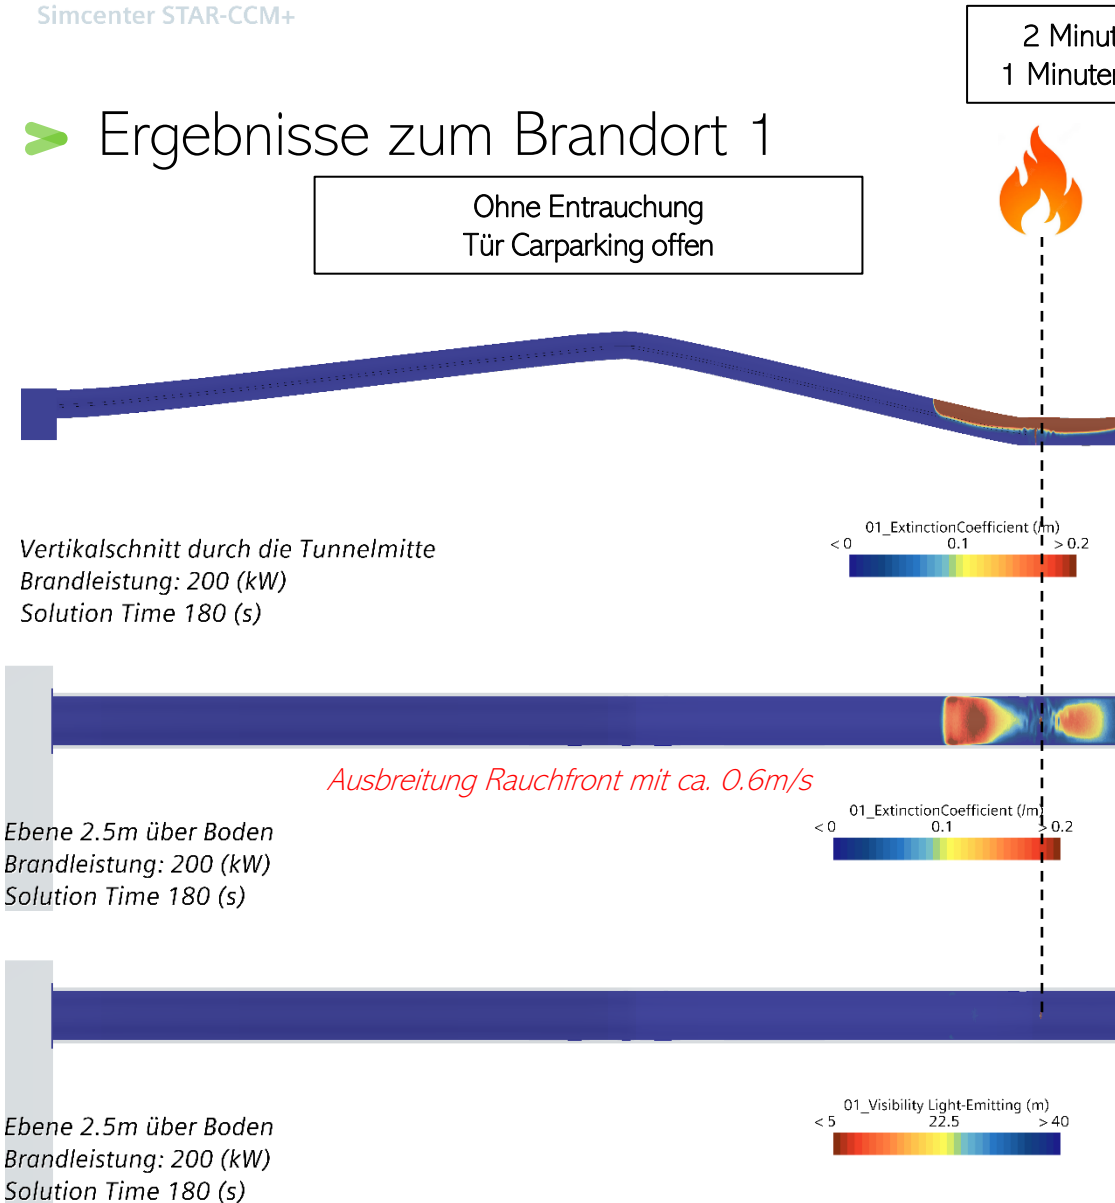 Simcenter STAR-CCM+
2 Minut
1 Minuter
Ergebnisse zum Brandort 1
Ohne Entrauchung
Tür Carparking offen
Vertikalschnitt durch die Tunnelmitte
Brandleistung: 200 (kW)
Solution Time 180 (s)
01_ExtinctionCoefficient (/m)
< 0 0.1 > 0.2
Ausbreitung Rauchfront mit ca. 0.6m/s
Ebene 2.5m über Boden
Brandleistung: 200 (kW)
Solution Time 180 (s)
01_ExtinctionCoefficient (/m)
< 0 0.1 > 0.2
Ebene 2.5m über Boden
Brandleistung: 200 (kW)
Solution Time 180 (s)
01_Visibility Light-Emitting (m)
< 5 22.5 > 40